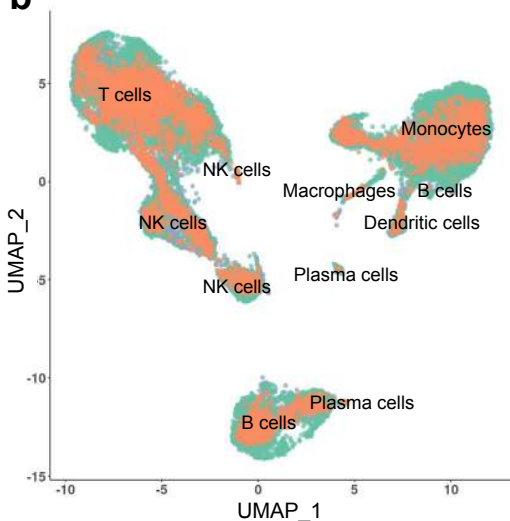 b
5
0
-5
-10
-15
-10
-5
0
5
10
UMAP_2
UMAP_1
T cells
Monocytes
NK cells
Macrophages
B cells
NK cells
Dendritic cells
NK cells
Plasma cells
Plasma cells
B cells